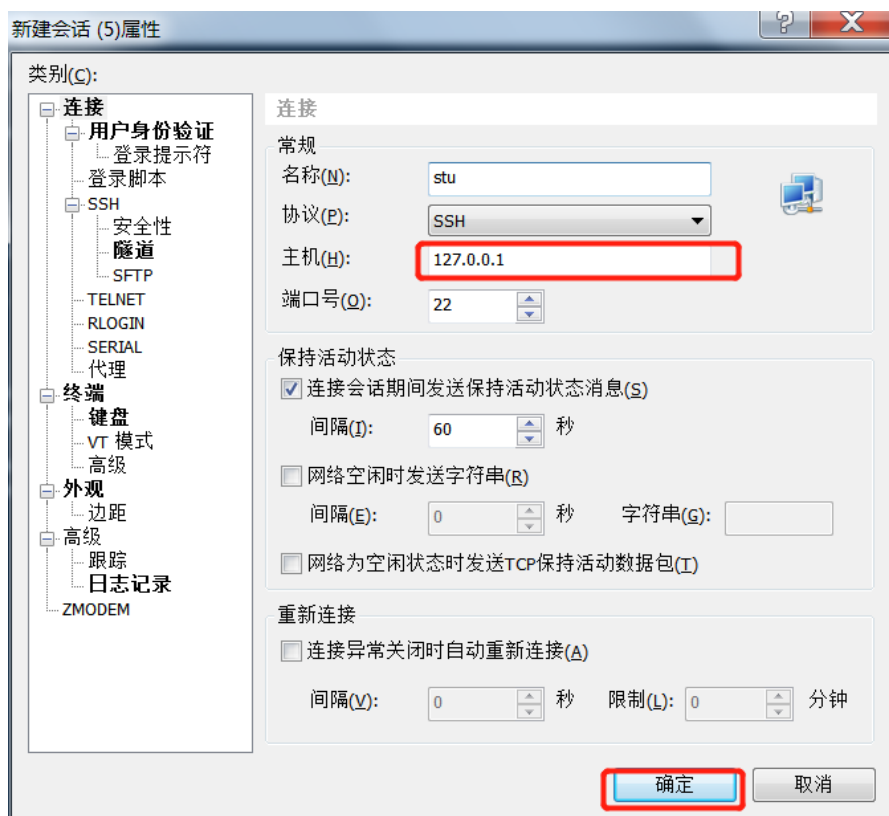 新建会话 (5)属性
类别(C):
连接
用户身份验证
登录提示符
登录脚本
SSH
安全性
隧道
SFTP
TELNET
RLOGIN
SERIAL
代理
终端
键盘
VT 模式
高级
外观
边距
高级
跟踪
日志记录
ZMODEM
连接
常规
名称(N): stu
协议(P): SSH
主机(H): 127.0.0.1
端口号(O): 22
保持活动状态
连接会话期间发送保持活动状态消息(S)
间隔(I): 60 秒
网络空闲时发送字符串(R)
间隔(E): 0 秒 字符串(G):
网络为空闲状态时发送TCP保持活动数据包(T)
重新连接
连接异常关闭时自动重新连接(A)
间隔(V): 0 秒 限制(L): 0 分钟
确定 取消